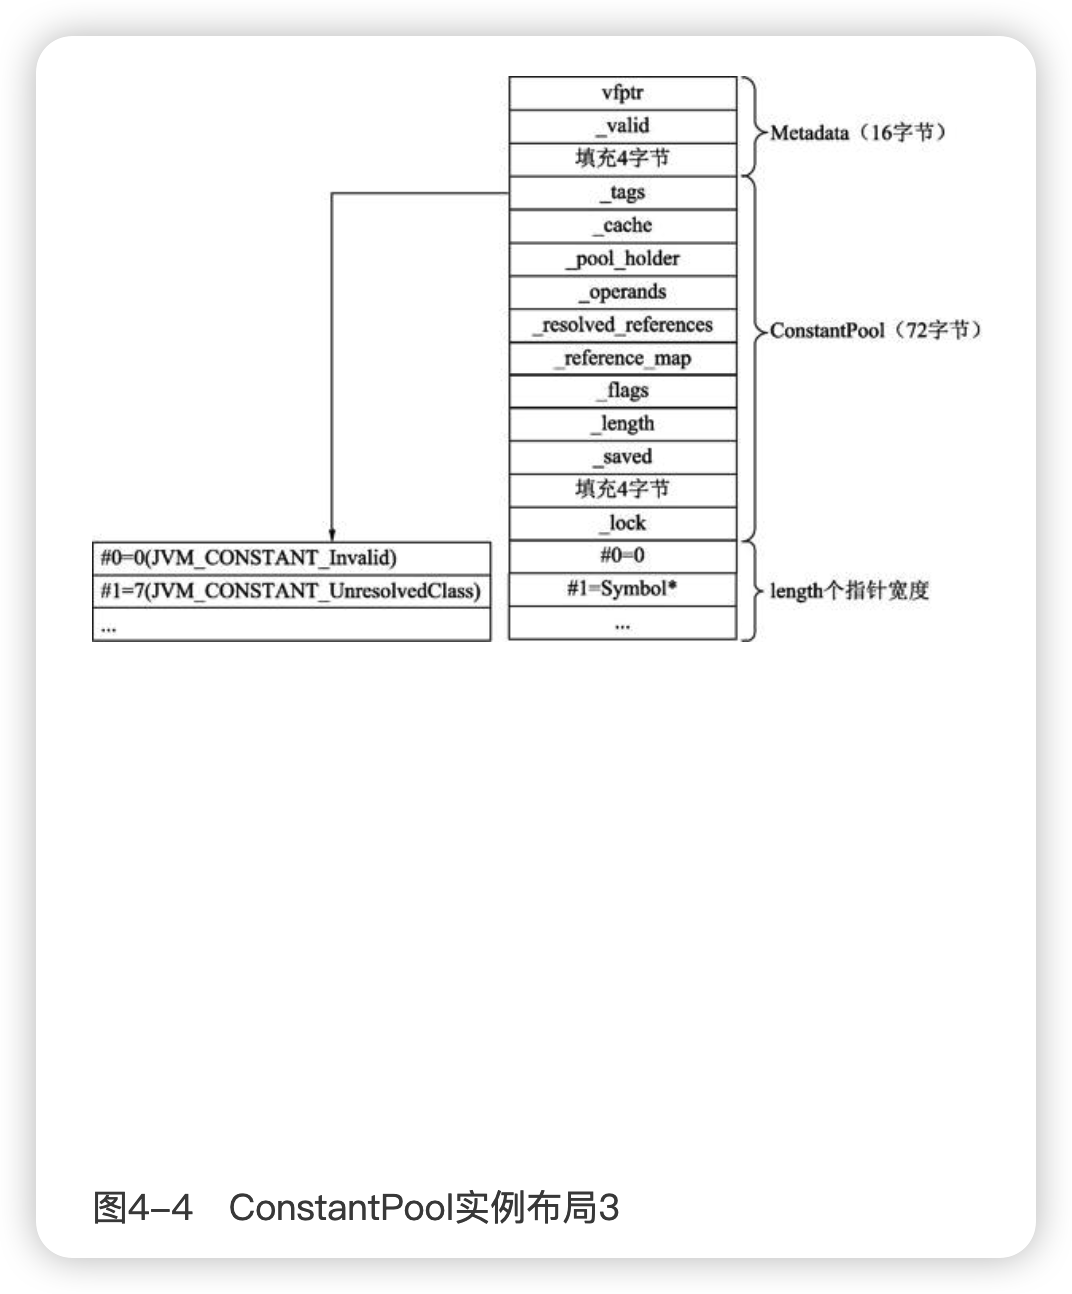 vfptr
_valid
填充4字节
Metadata（16字节）
_tags
_cache
_pool_holder
_operands
_resolved_references
_reference_map
_flags
_length
_saved
填充4字节
_lock
ConstantPool（72字节）
#0=0(JVM_CONSTANT_Invalid)
#1=7(JVM_CONSTANT_UnresolvedClass)
...
#0=0
#1=Symbol*
...
length个指针宽度
图4-4 ConstantPool实例布局3